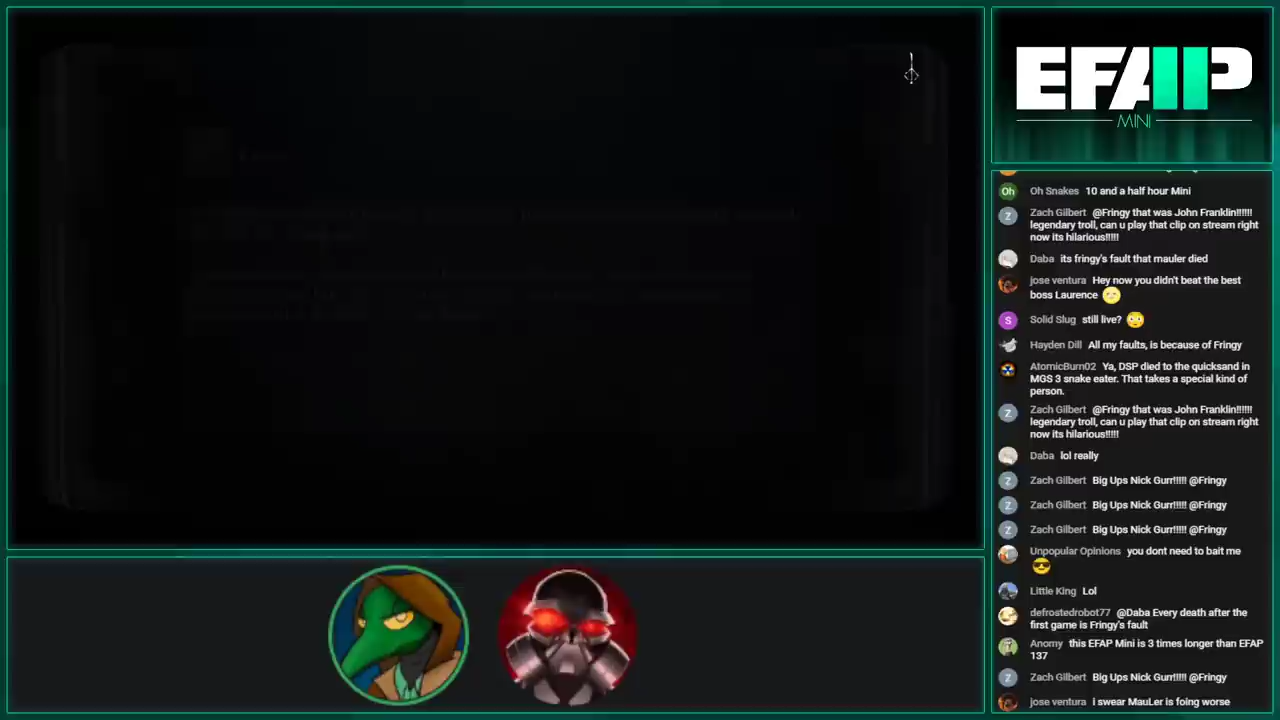 EFAP
MINI
Oh Snakes 10 and a half hour Mini
Zach Gilbert @Fringy that was John Franklin!!!!!!
legendary troll, can u play that clip on stream right
now its hilarious!!!!!
Daba its fringy's fault that mauler died
jose ventura Hey now you didn't beat the best
boss Laurence
Solid Slug still live?
Hayden Dill All my faults, is because of Fringy
AtomicBurn02 Ya, DSP died to the quicksand in
MGS 3 snake eater. That takes a special kind of
person.
Zach Gilbert @Fringy that was John Franklin!!!!!!
legendary troll, can u play that clip on stream right
now its hilarious!!!!!
Daba lol really
Zach Gilbert Big Ups Nick Gurr!!!!! @Fringy
Zach Gilbert Big Ups Nick Gurr!!!!! @Fringy
Zach Gilbert Big Ups Nick Gurr!!!!! @Fringy
Unpopular Opinions you dont need to bait me
Little King Lol
defrostedrobot77 @Daba Every death after the
first game is Fringy's fault
Anomy this EFAP Mini is 3 times longer than EFAP
137
Zach Gilbert Big Ups Nick Gurr!!!!! @Fringy
jose ventura i swear MauLer is foing worse